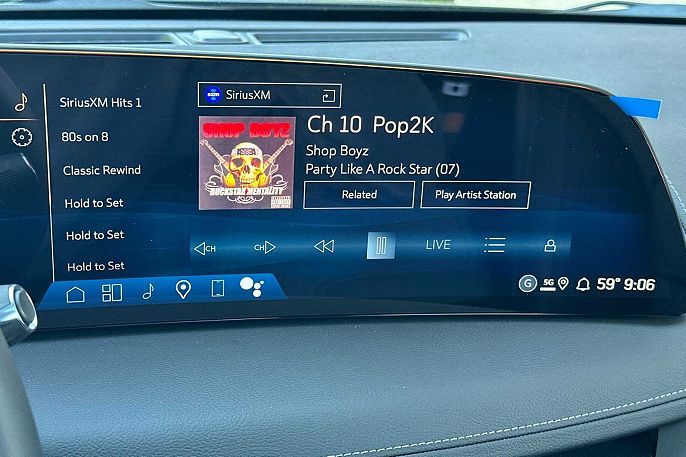 SiriusXM Hits 1
80s on 8
Classic Rewind
Hold to Set
Hold to Set
Hold to Set
SiriusXM
SHOP BOYZ
ROCKSTAR MENTALITY
Ch 10 Pop2K
Shop Boyz
Party Like A Rock Star (07)
Related
Play Artist Station
CH
CH
LIVE
G
5G
59° 9:06